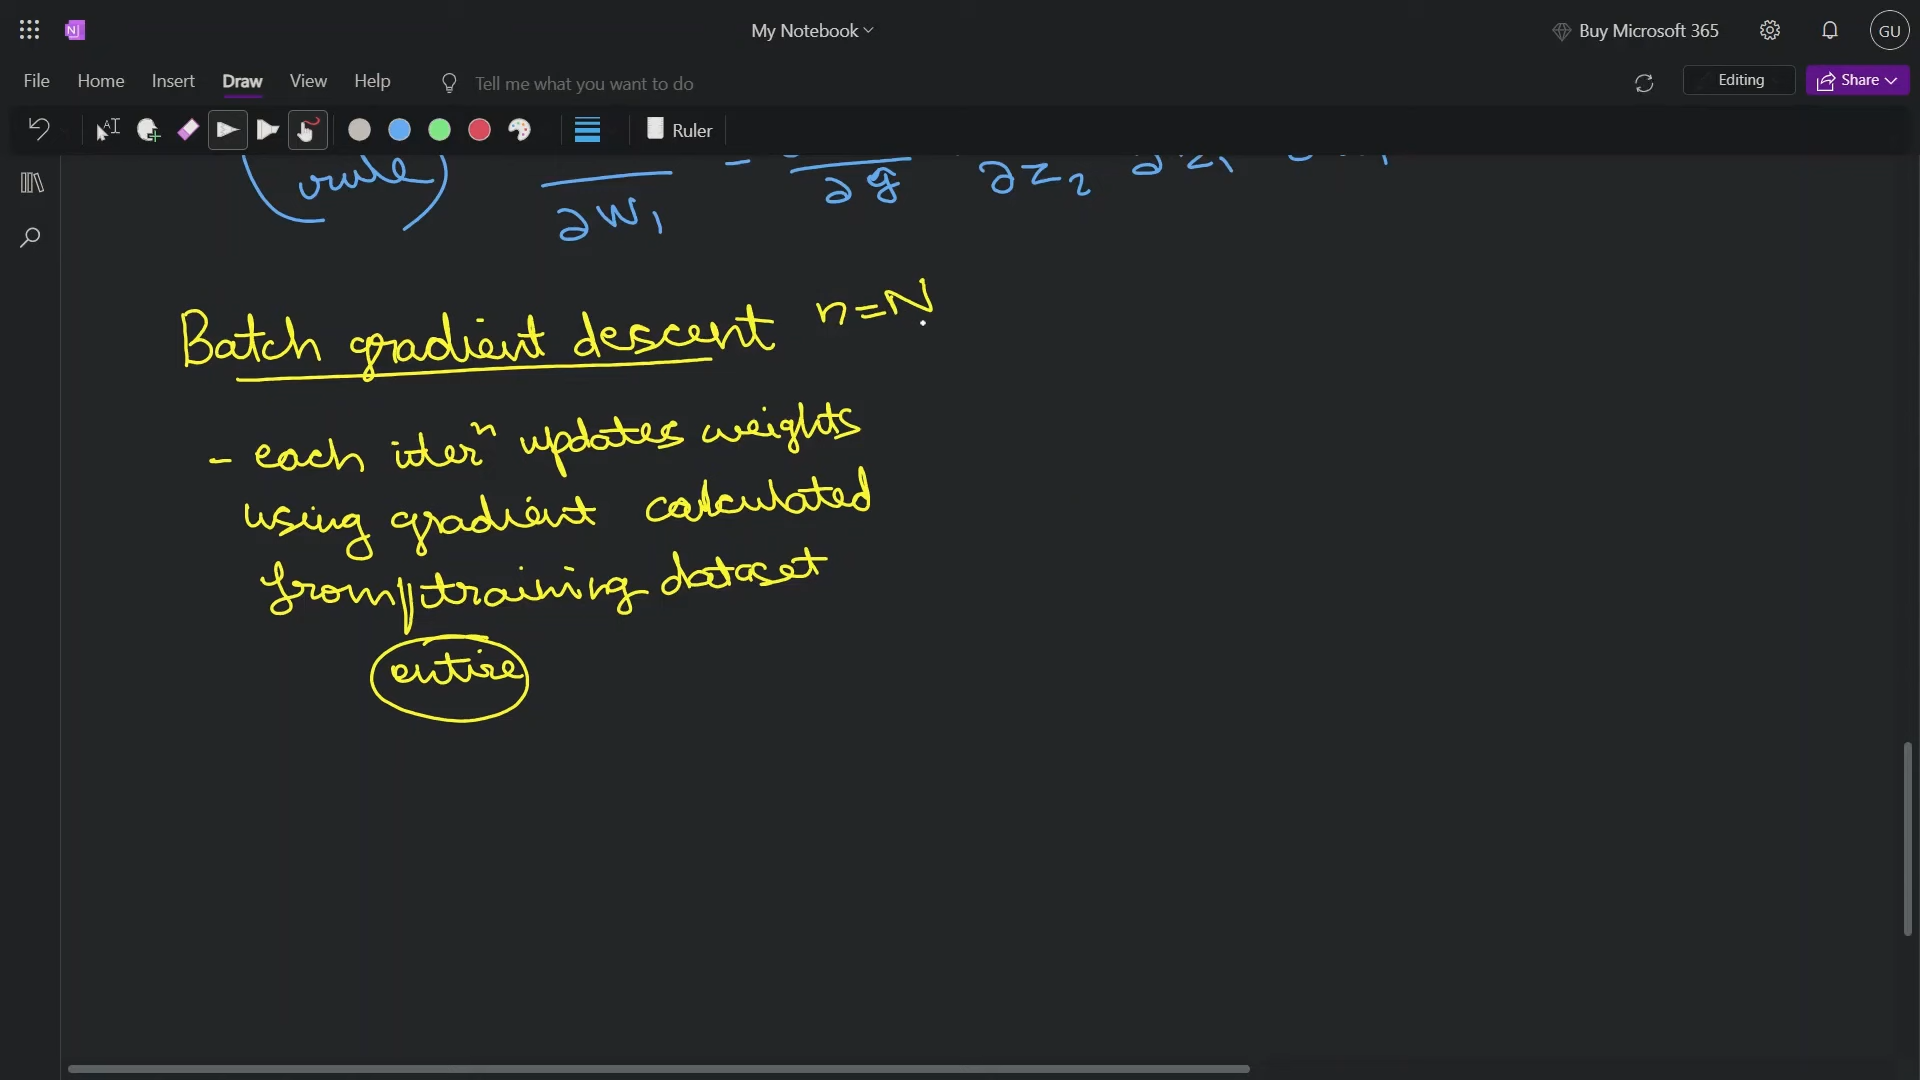 My Notebook
Buy Microsoft 365
GU
File Home Insert Draw View Help Tell me what you want to do
Editing Share
Ruler
(rule) ∂W₁ = ∂ŷ ∂z₂ ∂z₁
Batch gradient descent n=N
- each iterⁿ updates weights
using gradient calculated
from training dataset
entire